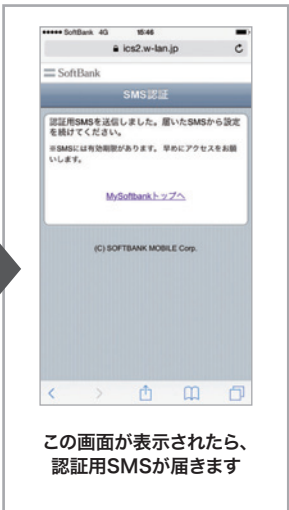 SoftBank 4G 15:46
ics2.w-lan.jp
SoftBank
SMS認証
認証用SMSを送信しました。届いたSMSから設定
を続けてください。
※SMSには有効期限があります。早めにアクセスをお願
いします。
MySoftbankトップへ
(C) SOFTBANK MOBILE Corp.
この画面が表示されたら、
認証用SMSが届きます